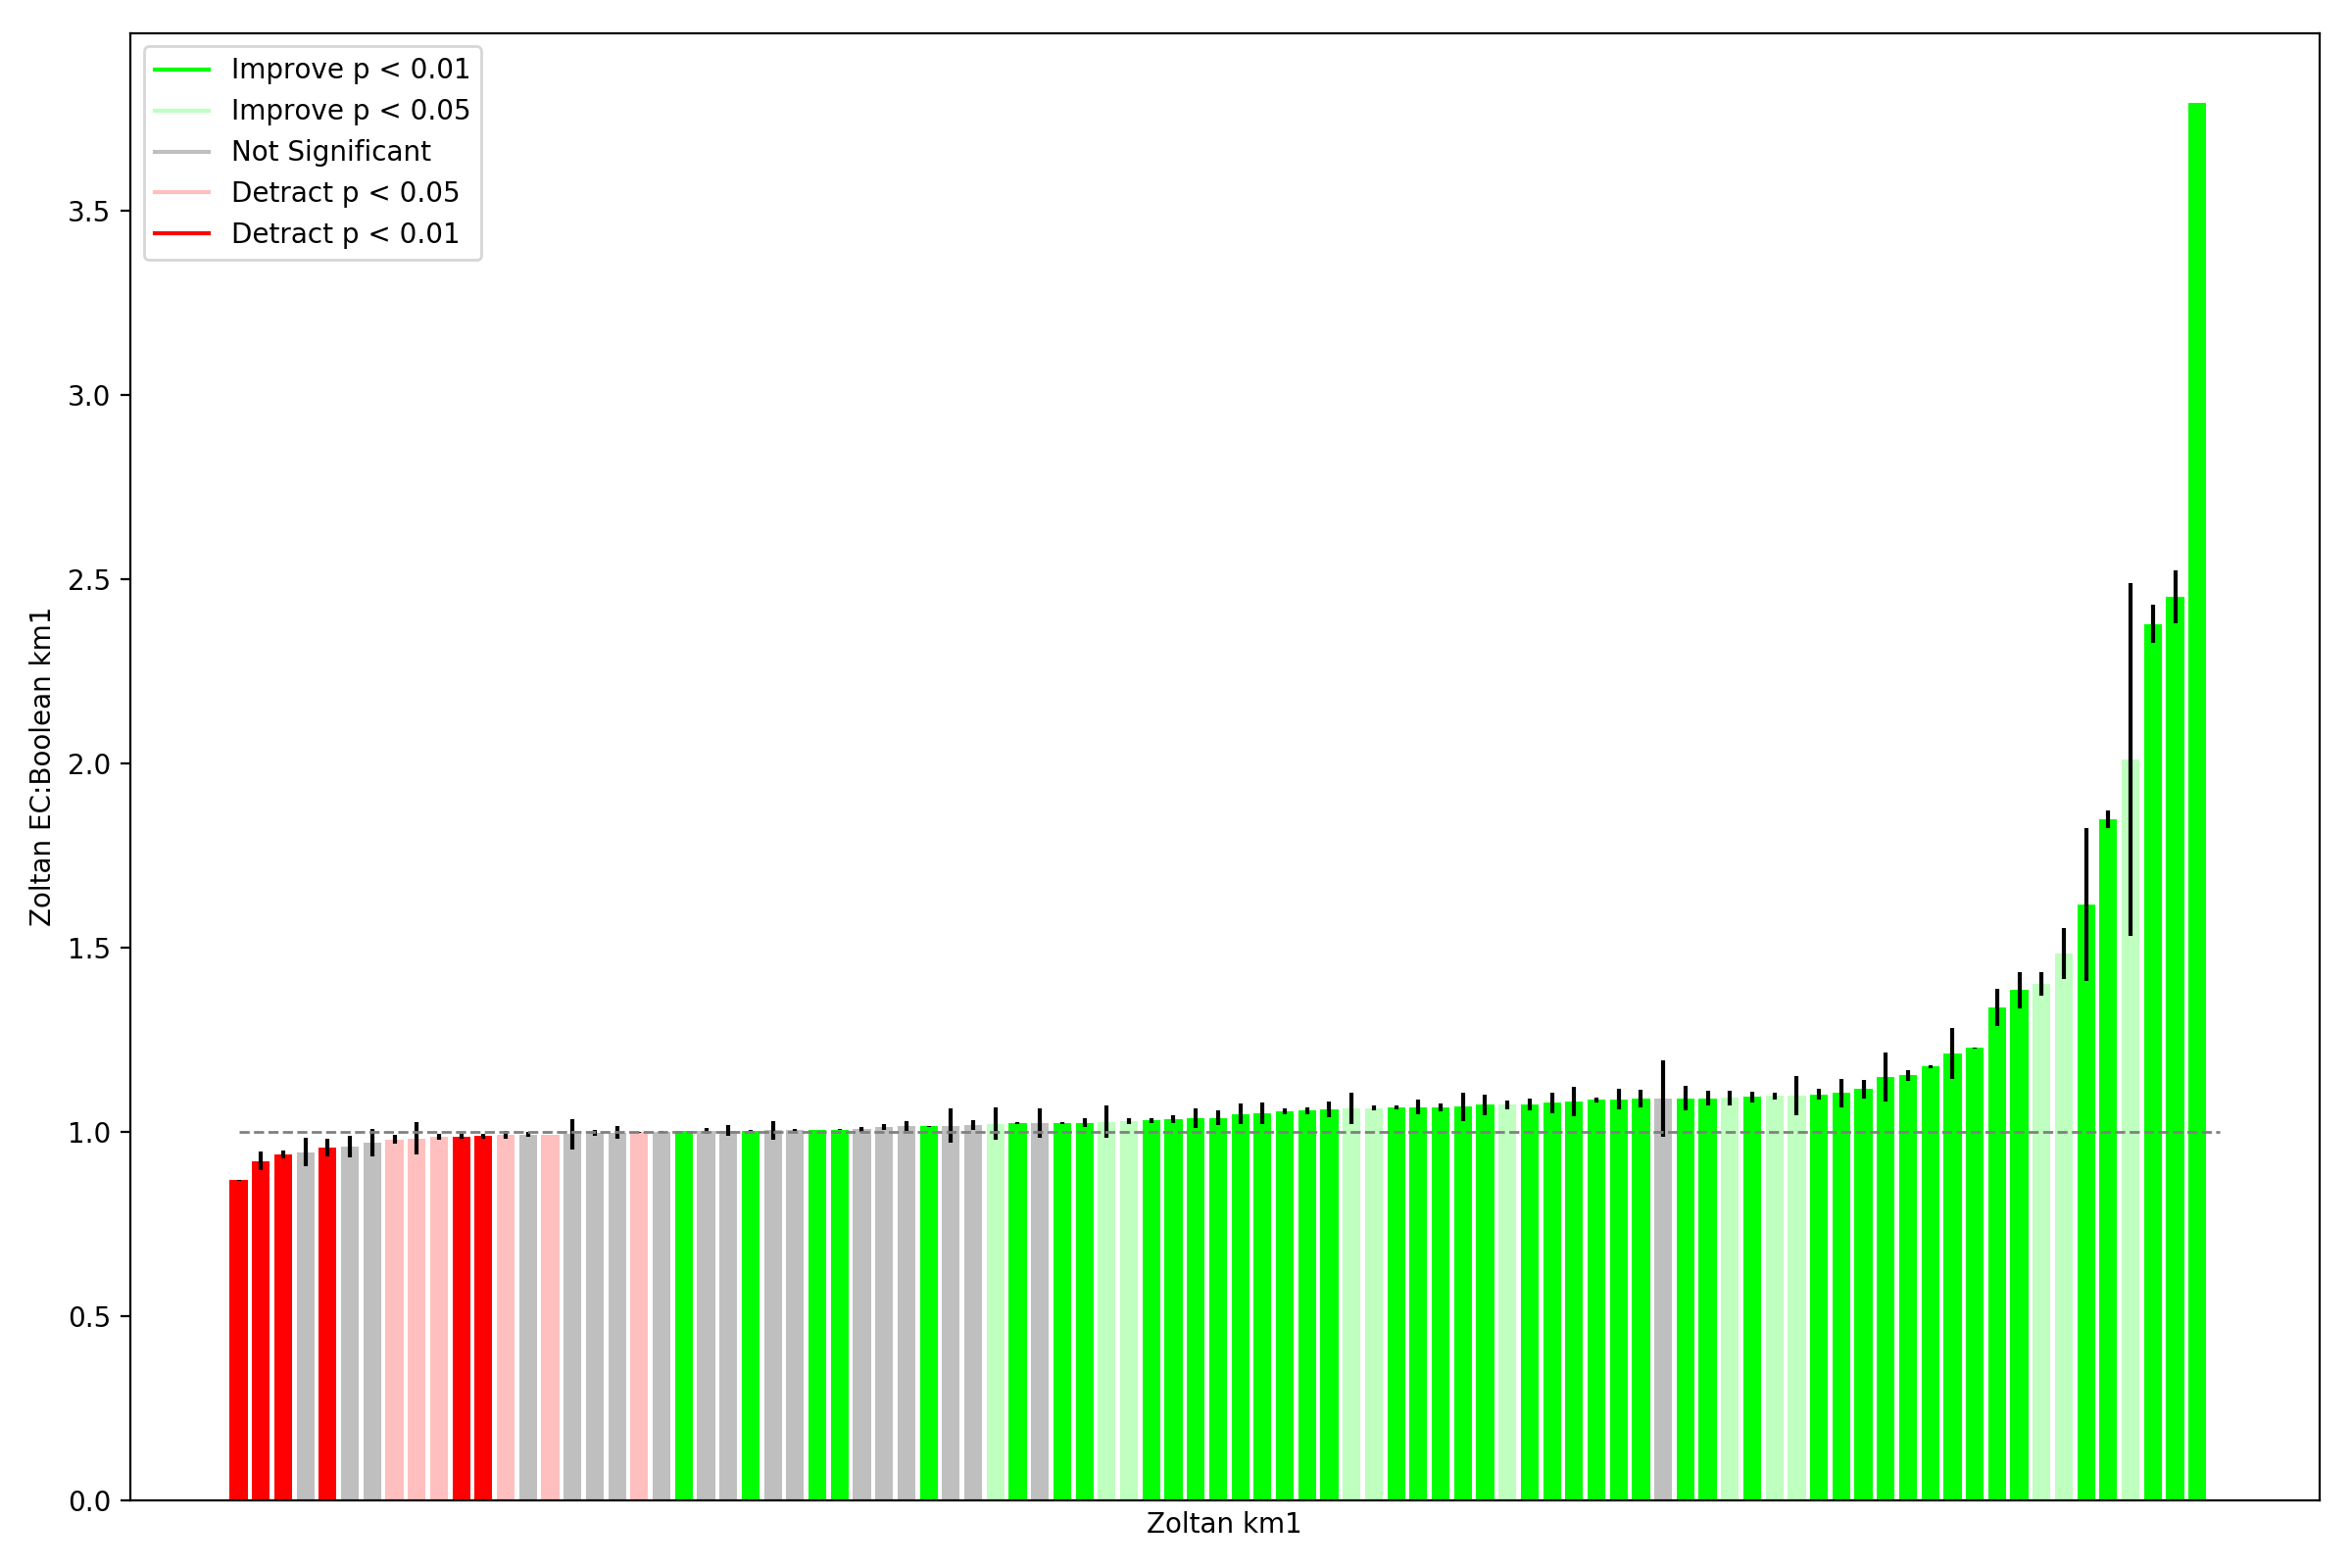 Improve p < 0.01
Improve p < 0.05
Not Significant
Detract p < 0.05
Detract p < 0.01
Zoltan EC:Boolean km1
3.5
3.0
2.5
2.0
1.5
1.0
0.5
0.0
Zoltan km1